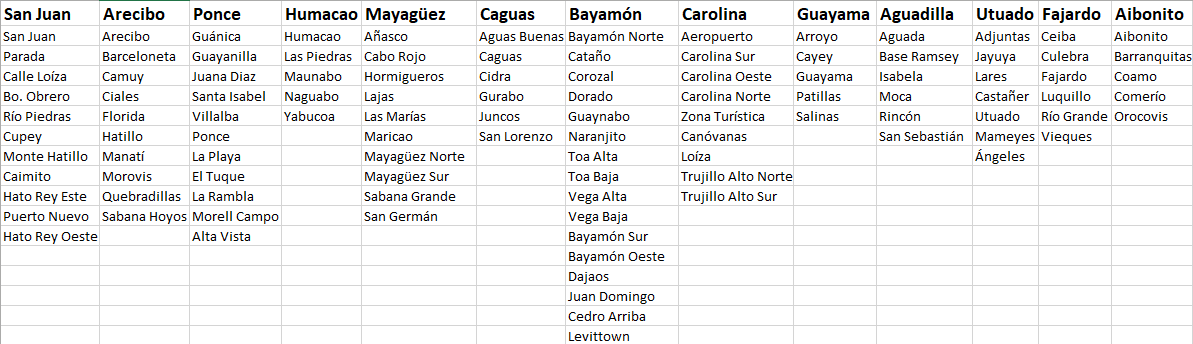 San Juan Arecibo Ponce Humacao Mayagüez Caguas Bayamón Carolina Guayama Aguadilla Utuado Fajardo Aibonito
San Juan Arecibo Guánica Humacao Añasco Aguas Buenas Bayamón Norte Aeropuerto Arroyo Aguada Adjuntas Ceiba Aibonito
Parada Barceloneta Guayanilla Las Piedras Cabo Rojo Caguas Cataño Carolina Sur Cayey Base Ramsey Jayuya Culebra Barranquitas
Calle Loíza Camuy Juana Diaz Maunabo Hormigueros Cidra Corozal Carolina Oeste Guayama Isabela Lares Fajardo Coamo
Bo. Obrero Ciales Santa Isabel Naguabo Lajas Gurabo Dorado Carolina Norte Patillas Moca Castañer Luquillo Comerío
Río Piedras Florida Villalba Yabucoa Las Marías Juncos Guaynabo Zona Turística Salinas Rincón Utuado Río Grande Orocovis
Cupey Hatillo Ponce Maricao San Lorenzo Naranjito Canóvanas San Sebastián Mameyes Vieques
Monte Hatillo Manatí La Playa Mayagüez Norte Toa Alta Loíza Ángeles
Caimito Morovis El Tuque Mayagüez Sur Toa Baja Trujillo Alto Norte
Hato Rey Este Quebradillas La Rambla Sabana Grande Vega Alta Trujillo Alto Sur
Puerto Nuevo Sabana Hoyos Morell Campo San Germán Vega Baja
Hato Rey Oeste Alta Vista Bayamón Sur
Bayamón Oeste
Dajaos
Juan Domingo
Cedro Arriba
Levittown